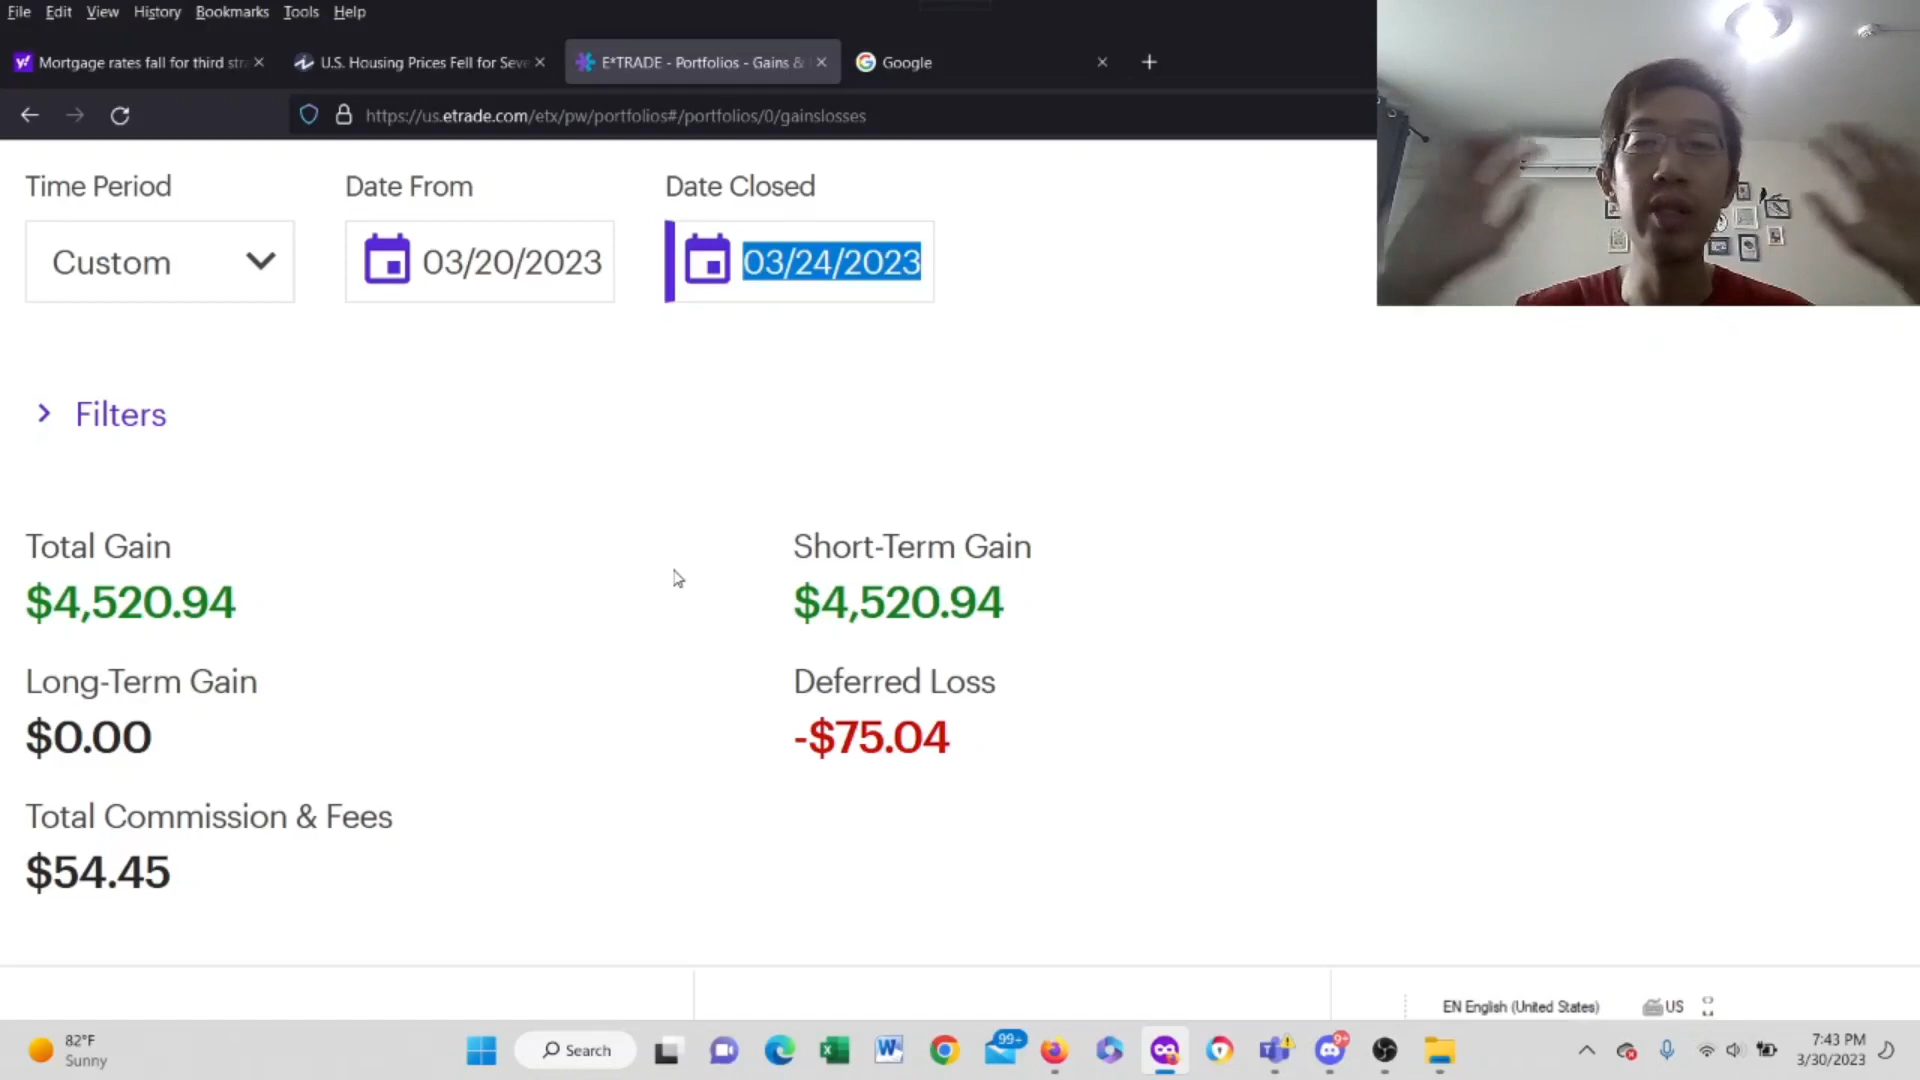 File Edit View History Bookmarks Tools Help
Mortgage rates fall for third stra
U.S. Housing Prices Fell for Seve
E*TRADE - Portfolios - Gains &
Google
https://us.etrade.com/etx/pw/portfolios#/portfolios/0/gainslosses
Time Period
Date From
Date Closed
Custom
03/20/2023
03/24/2023
Filters
Total Gain
Short-Term Gain
$4,520.94
$4,520.94
Long-Term Gain
Deferred Loss
$0.00
-$75.04
Total Commission & Fees
$54.45
EN English (United States)
US
82°F
Sunny
Search
99+
9+
7:43 PM
3/30/2023